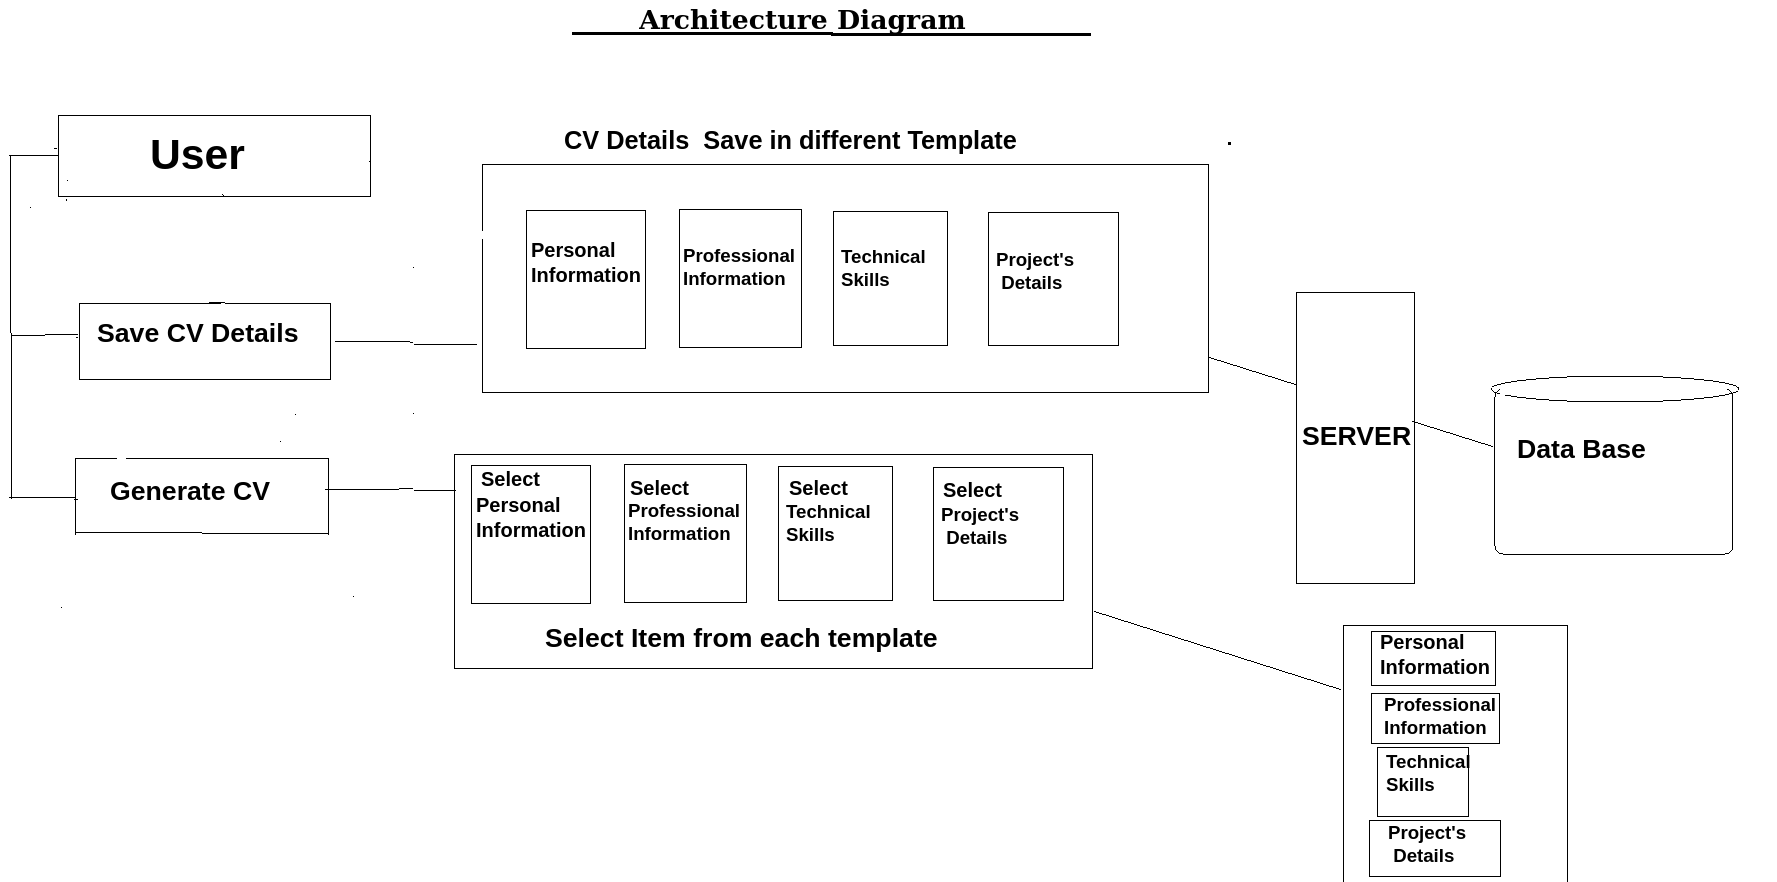 Architecture Diagram
User
Save CV Details
Generate CV
CV Details  Save in different Template
Personal
Information
Professional
Information
Technical
Skills
Project's
Details
Select
Personal
Information
Select
Professional
Information
Select
Technical
Skills
Select
Project's
Details
Select Item from each template
SERVER
Data Base
Personal
Information
Professional
Information
Technical
Skills
Project's
Details